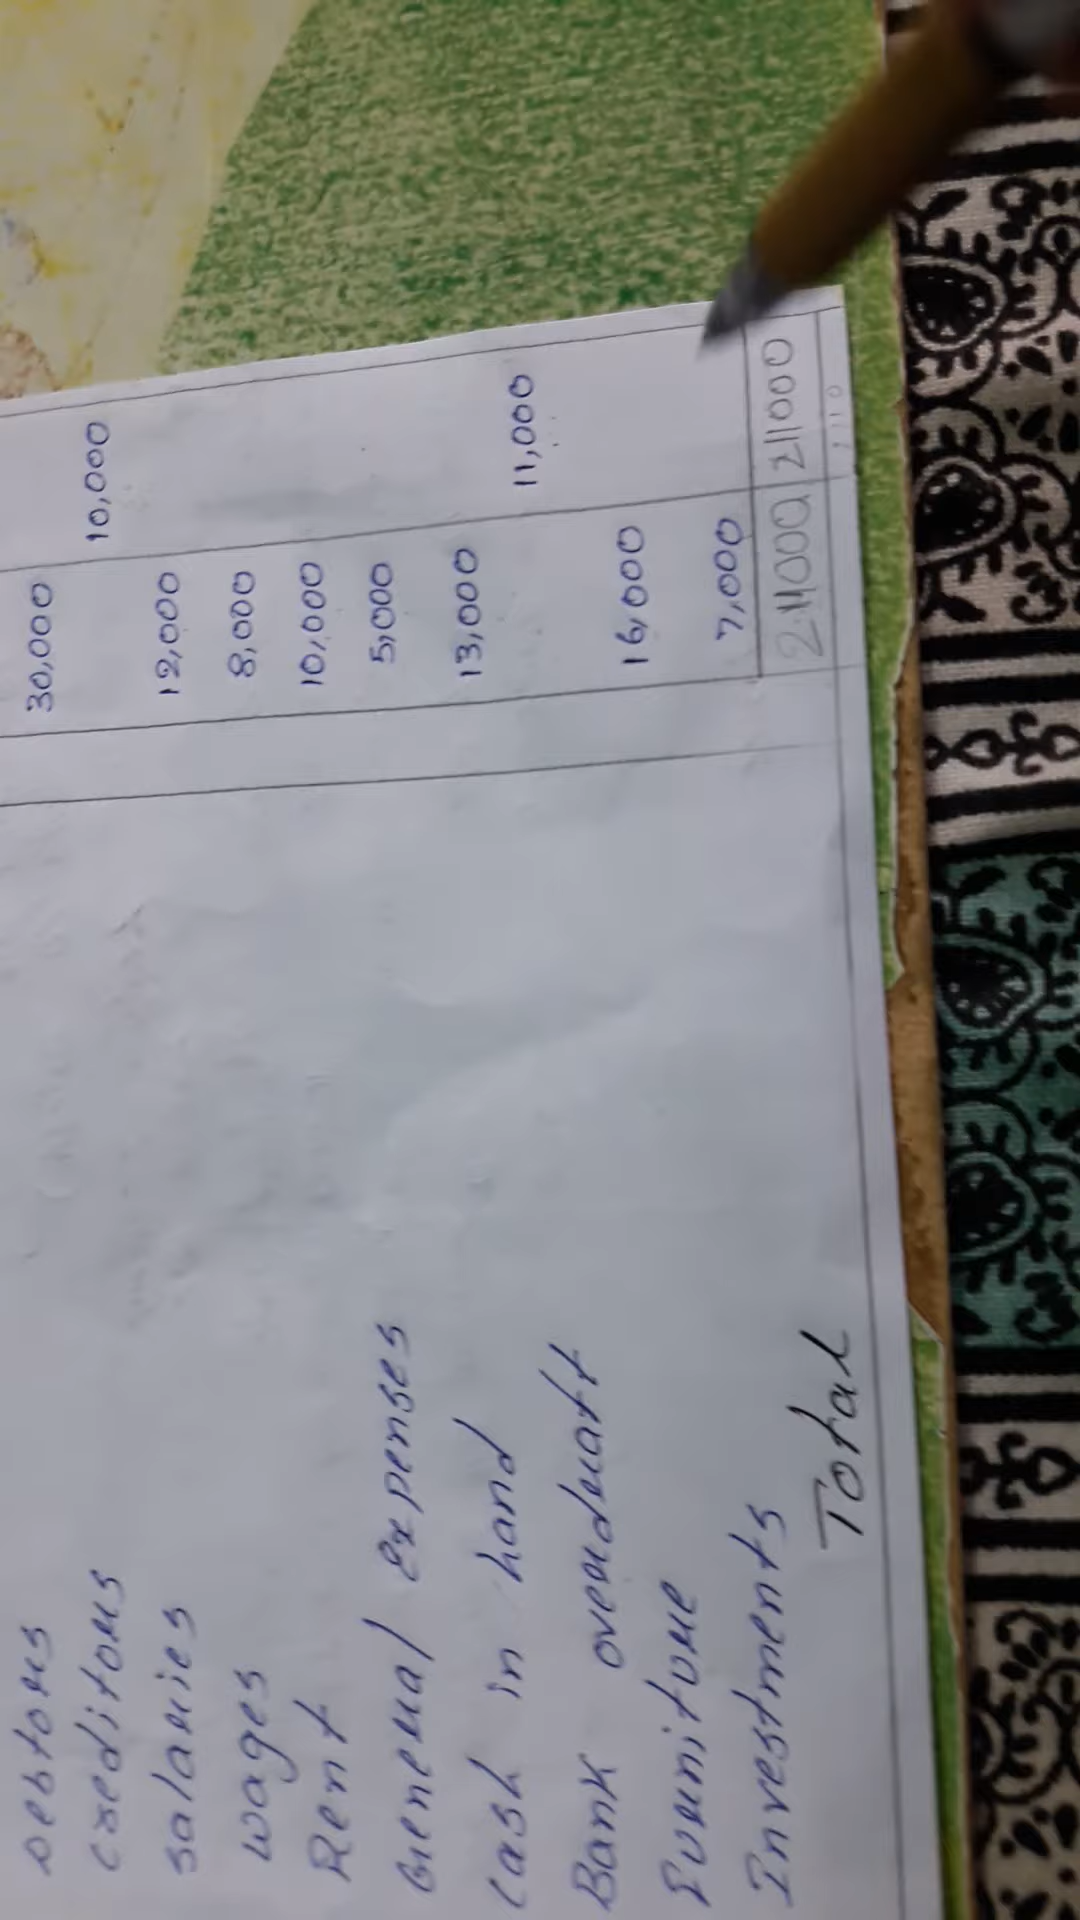 Debtors 30,000
creditors 10,000
salaries 12,000
wages 8,000
Rent 10,000
General expenses 5,000
Cash in hand 13,000
Bank overdraft 11,000
Furniture 16,000
Investments 7,000
Total 211000 211000